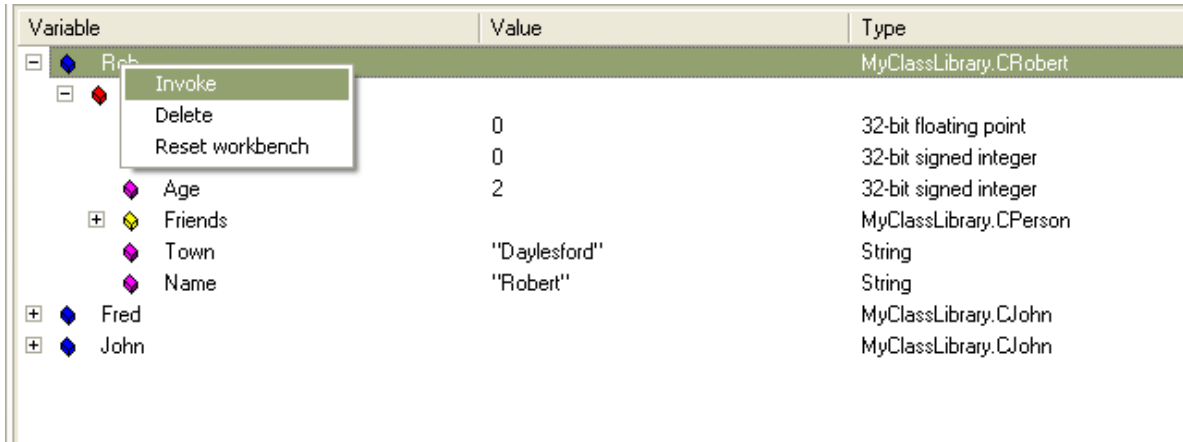 Variable Value Type
Rob MyClassLibrary.CRobert
Invoke
Delete
0 32-bit floating point
Reset workbench
0 32-bit signed integer
Age 2 32-bit signed integer
Friends MyClassLibrary.CPerson
Town "Daylesford" String
Name "Robert" String
Fred MyClassLibrary.CJohn
John MyClassLibrary.CJohn